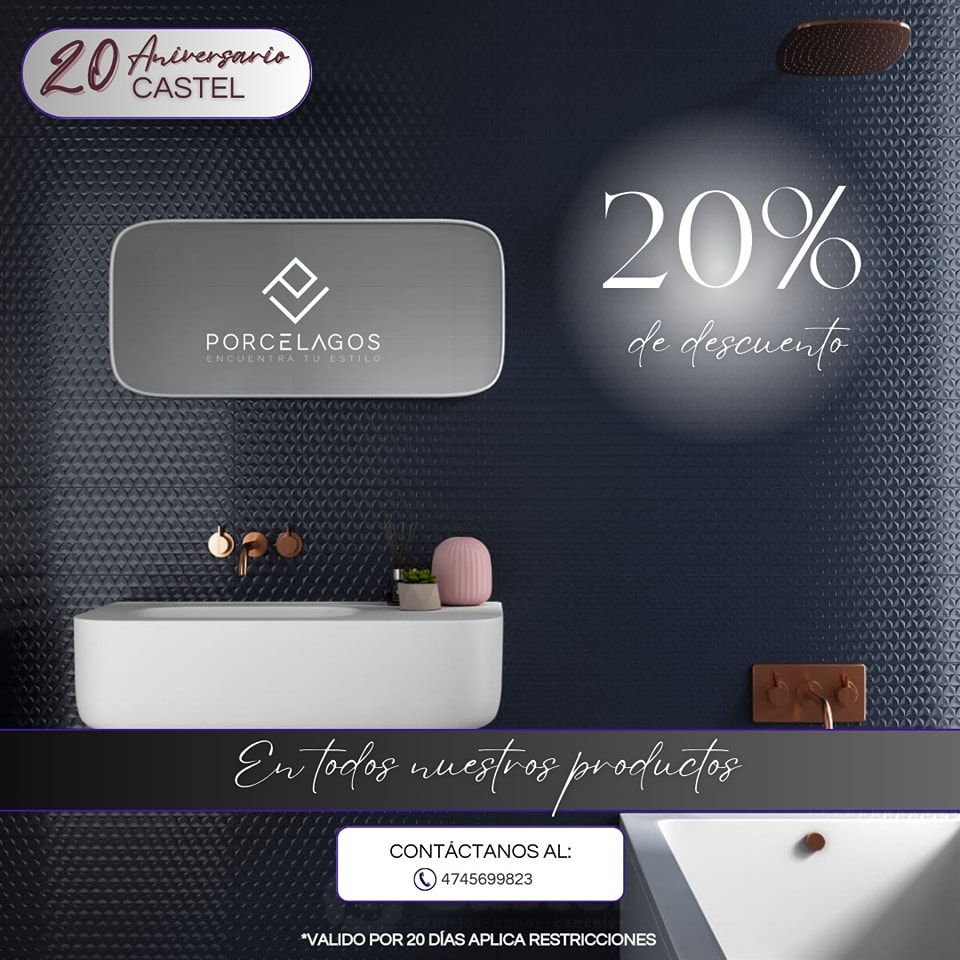 20 Aniversario
CASTEL
20%
de descuento
PORCELAGOS
ENCUENTRA TU ESTILO
En todos nuestros productos
CONTÁCTANOS AL:
4745699823
*VALIDO POR 20 DÍAS APLICA RESTRICCIONES